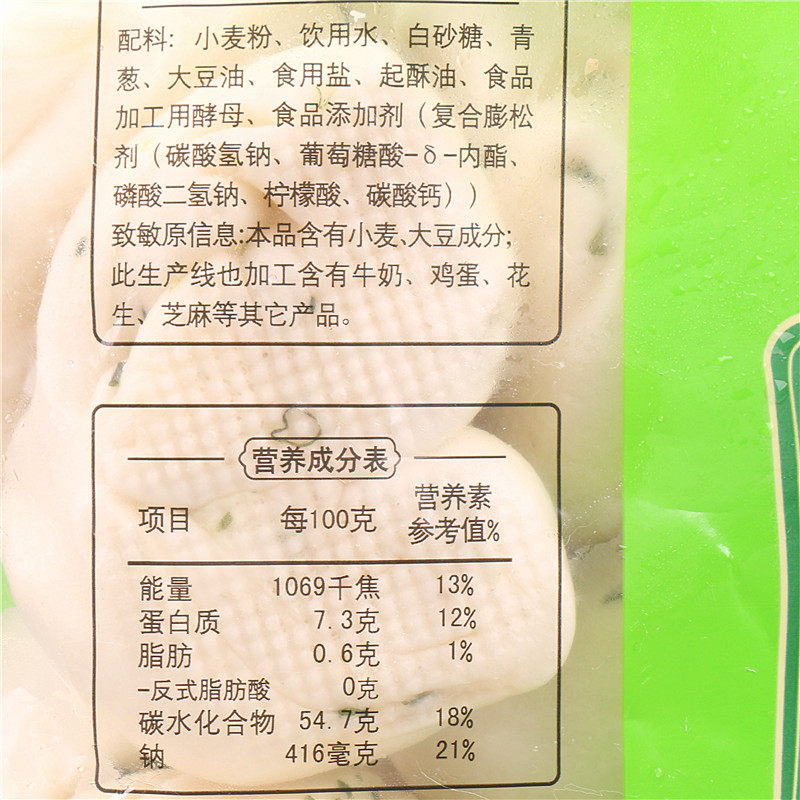 配料: 小麦粉、饮用水、白砂糖、青
葱、大豆油、食用盐、起酥油、食品
加工用酵母、食品添加剂（复合膨松
剂（碳酸氢钠、葡萄糖酸-δ-内酯、
磷酸二氢钠、柠檬酸、碳酸钙））
致敏原信息:本品含有小麦、大豆成分;
此生产线也加工含有牛奶、鸡蛋、花
生、芝麻等其它产品。
营养成分表
项目 每100克 营养素参考值%
能量 1069千焦 13%
蛋白质 7.3克 12%
脂肪 0.6克 1%
-反式脂肪酸 0克
碳水化合物 54.7克 18%
钠 416毫克 21%